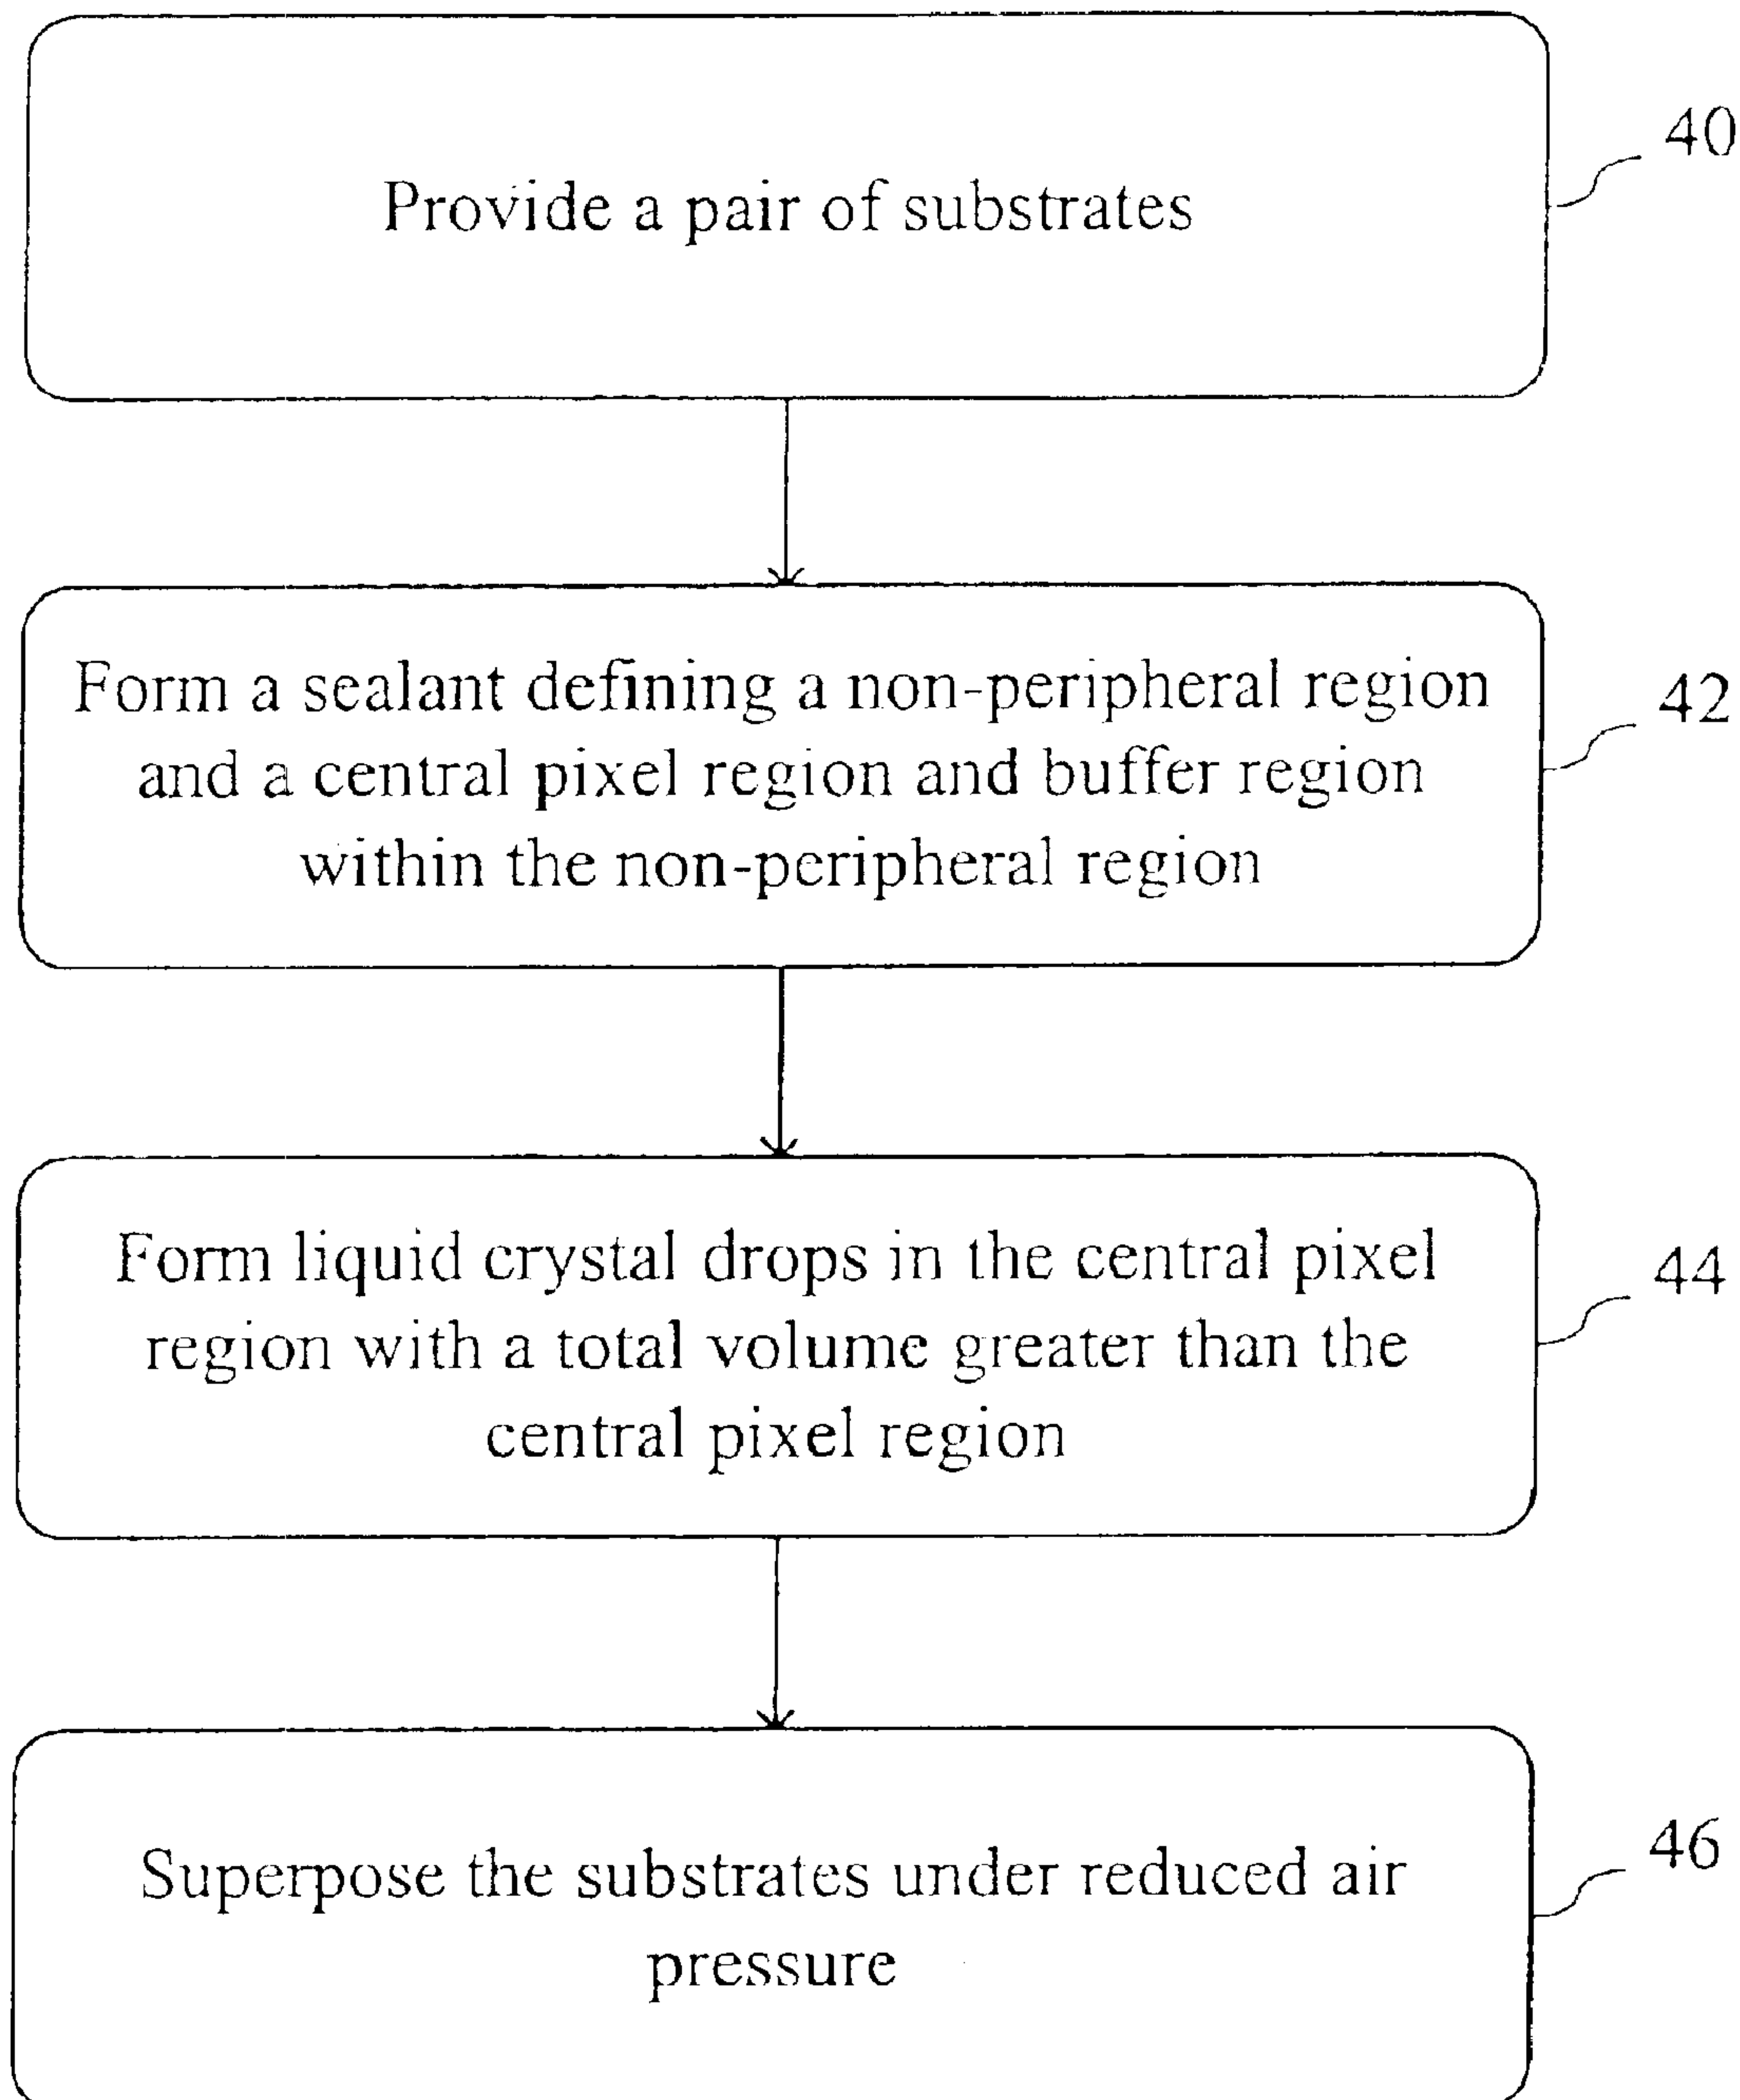 40
Provide a pair of substrates
Form a sealant defining a non-peripheral region
and a central pixel region and buffer region
within the non-peripheral region
42
Form liquid crystal drops in the central pixel
region with a total volume greater than the
central pixel region
44
Superpose the substrates under reduced air
pressure
46